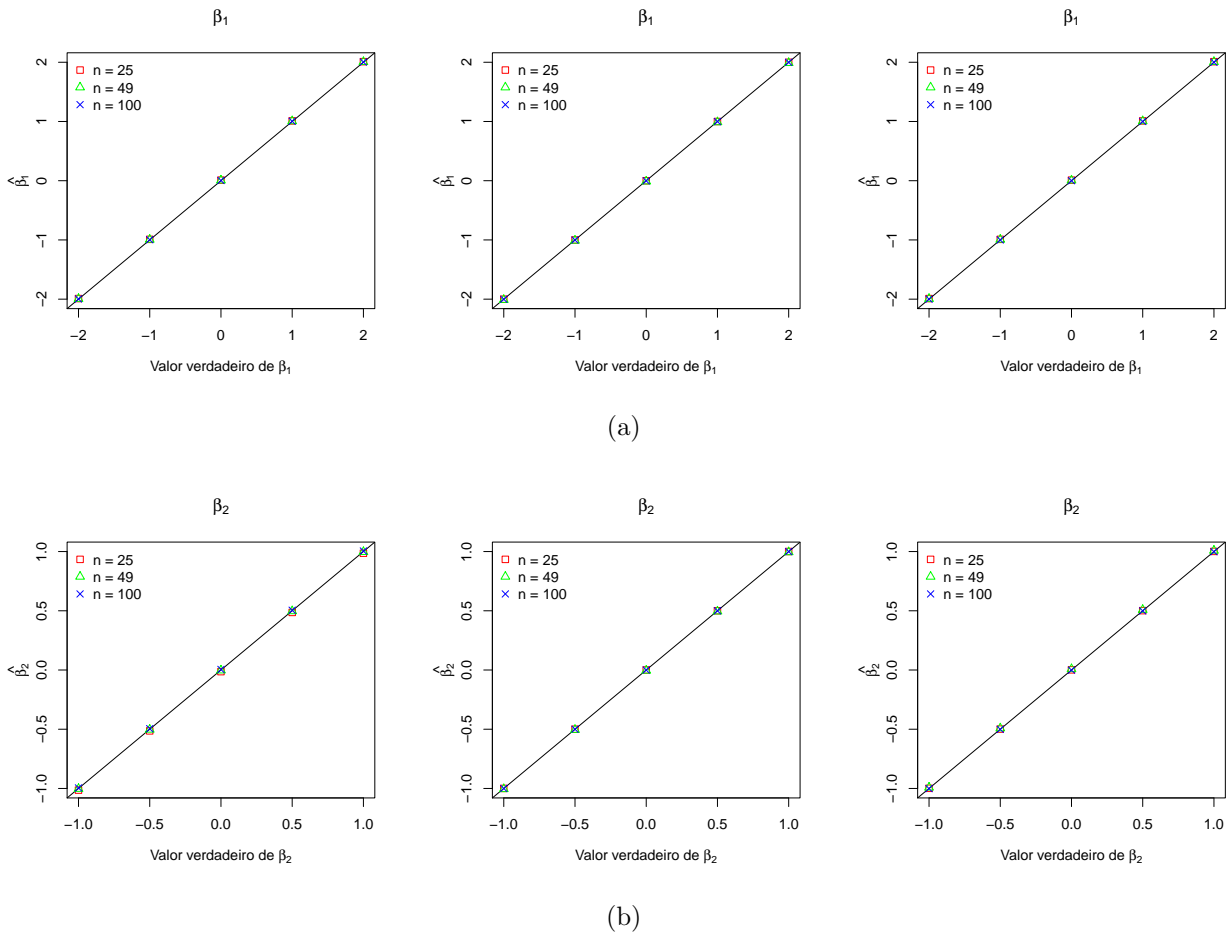 β1
β1
β1
n = 25
n = 49
n = 100
2
1
0
−1
−2
β̂1
−2 −1 0 1 2
Valor verdadeiro de β1
n = 25
n = 49
n = 100
2
1
0
−1
−2
β̂1
−2 −1 0 1 2
Valor verdadeiro de β1
n = 25
n = 49
n = 100
2
1
0
−1
−2
β̂1
−2 −1 0 1 2
Valor verdadeiro de β1
(a)
β2
β2
β2
n = 25
n = 49
n = 100
1.0
0.5
0.0
−0.5
−1.0
β̂2
−1.0 −0.5 0.0 0.5 1.0
Valor verdadeiro de β2
n = 25
n = 49
n = 100
1.0
0.5
0.0
−0.5
−1.0
β̂2
−1.0 −0.5 0.0 0.5 1.0
Valor verdadeiro de β2
n = 25
n = 49
n = 100
1.0
0.5
0.0
−0.5
−1.0
β̂2
−1.0 −0.5 0.0 0.5 1.0
Valor verdadeiro de β2
(b)